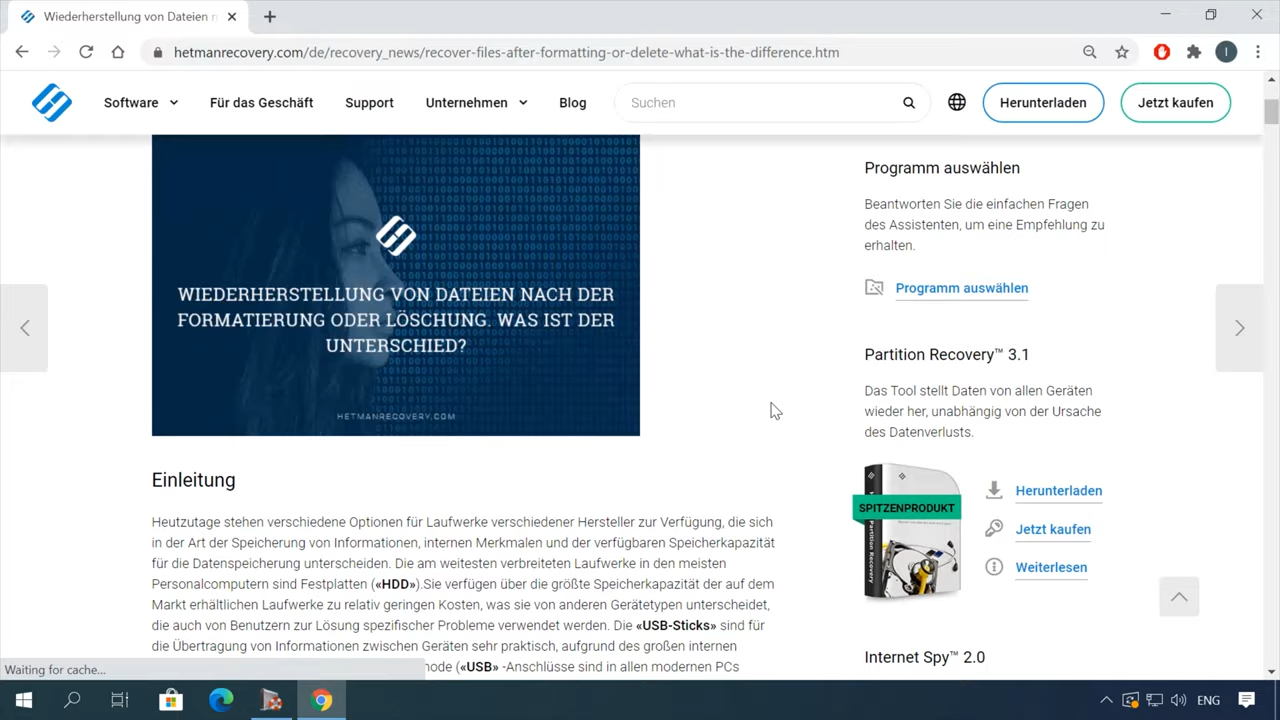 Wiederherstellung von Dateien n
hetmanrecovery.com/de/recovery_news/recover-files-after-formatting-or-delete-what-is-the-difference.htm
Software Für das Geschäft Support Unternehmen Blog Suchen Herunterladen Jetzt kaufen
WIEDERHERSTELLUNG VON DATEIEN NACH DER
FORMATIERUNG ODER LÖSCHUNG. WAS IST DER
UNTERSCHIED?
HETMANRECOVERY.COM
Einleitung
Heutzutage stehen verschiedene Optionen für Laufwerke verschiedener Hersteller zur Verfügung, die sich
in der Art der Speicherung von Informationen, internen Merkmalen und der verfügbaren Speicherkapazität
für die Datenspeicherung unterscheiden. Die am weitesten verbreiteten Laufwerke in den meisten
Personalcomputern sind Festplatten («HDD»).Sie verfügen über die größte Speicherkapazität der auf dem
Markt erhältlichen Laufwerke zu relativ geringen Kosten, was sie von anderen Gerätetypen unterscheidet,
die auch von Benutzern zur Lösung spezifischer Probleme verwendet werden. Die «USB-Sticks» sind für
die Übertragung von Informationen zwischen Geräten sehr praktisch, aufgrund des großen internen
node («USB» -Anschlüsse sind in allen modernen PCs
Programm auswählen
Beantworten Sie die einfachen Fragen
des Assistenten, um eine Empfehlung zu
erhalten.
Programm auswählen
Partition Recovery™ 3.1
Das Tool stellt Daten von allen Geräten
wieder her, unabhängig von der Ursache
des Datenverlusts.
SPITZENPRODUKT
Partition Recovery
Herunterladen
Jetzt kaufen
Weiterlesen
Internet Spy™ 2.0
Waiting for cache...
ENG